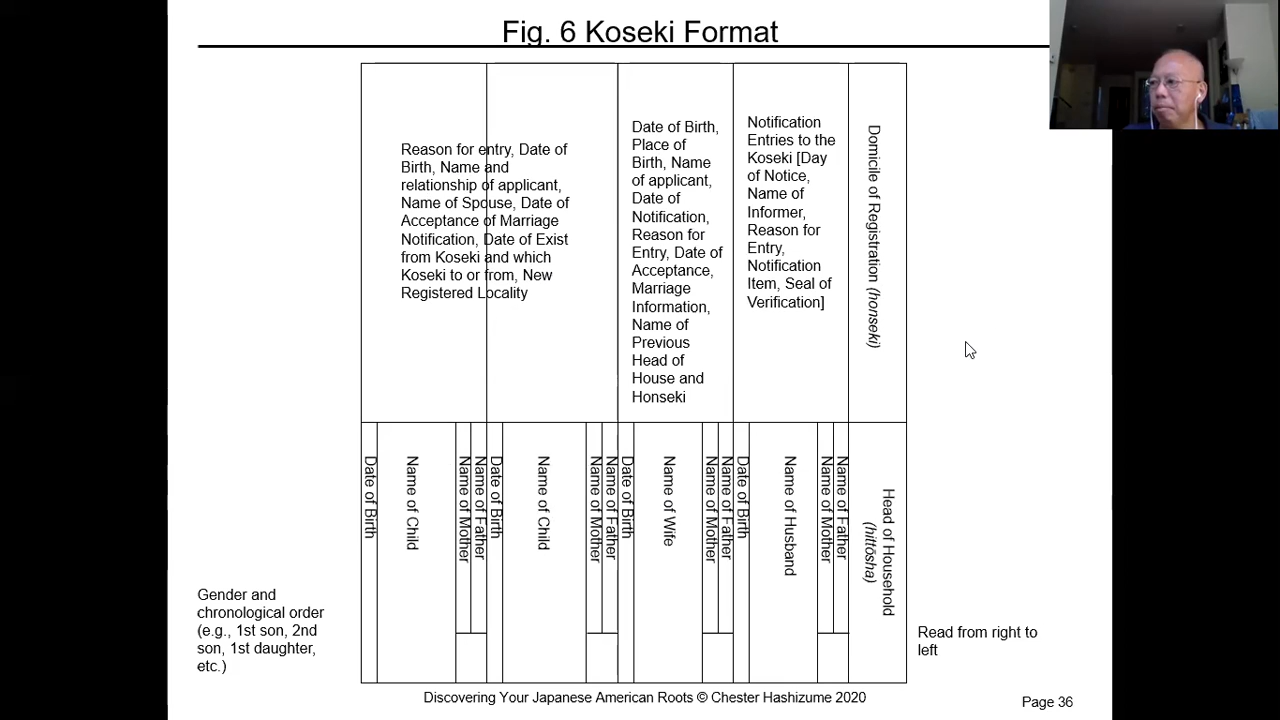 Fig. 6 Koseki Format
Reason for entry, Date of
Birth, Name and
relationship of applicant,
Name of Spouse, Date of
Acceptance of Marriage
Notification, Date of Exist
from Koseki and which
Koseki to or from, New
Registered Locality
Date of Birth,
Place of
Birth, Name
of applicant,
Date of
Notification,
Reason for
Entry, Date of
Acceptance,
Marriage
Information,
Name of
Previous
Head of
House and
Honseki
Notification
Entries to the
Koseki [Day
of Notice,
Name of
Informer,
Reason for
Entry,
Notification
Item, Seal of
Verification]
Domicile of Registration (honseki)
Date of Birth
Name of Child
Name of Mother
Name of Father
Date of Birth
Name of Child
Name of Mother
Name of Father
Date of Birth
Name of Wife
Name of Mother
Name of Father
Date of Birth
Name of Husband
Name of Mother
Name of Father
Head of Household
(hittōsha)
Gender and
chronological order
(e.g., 1st son, 2nd
son, 1st daughter,
etc.)
Read from right to
left
Discovering Your Japanese American Roots © Chester Hashizume 2020
Page 36